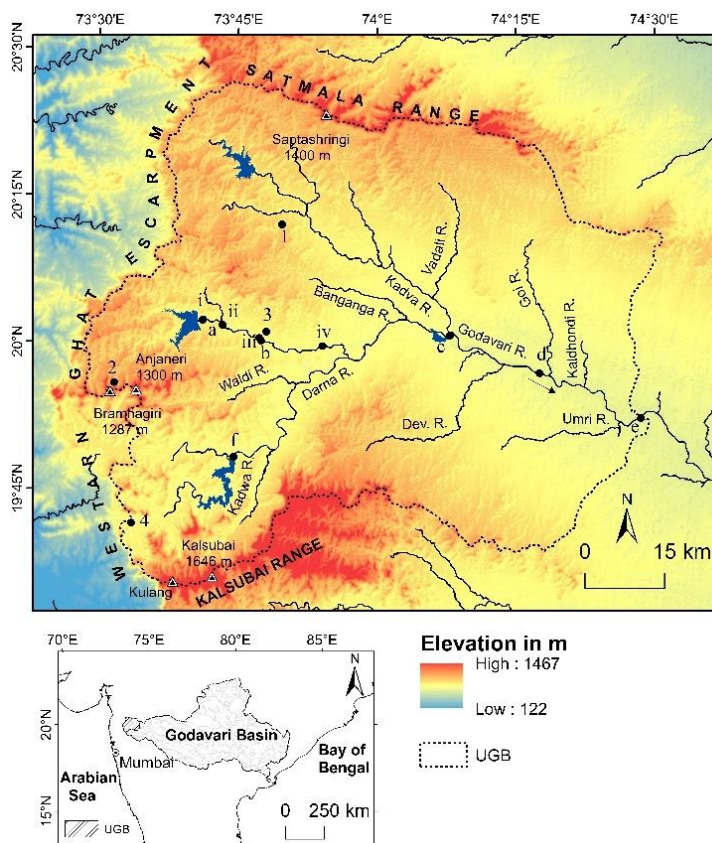 73°30'E 73°45'E 74°E 74°15'E 74°30'E
20°30'N
20°15'N
20°N
19°45'N
SATMALA RANGE
WESTARN GHAT ESCARPMENT
Saptashringi
1400 m
1
Vadali R.
Kadva R.
Banganga R.
Goi R.
Kaldhondi R.
Godavari R.
i
a
ii
3
iii
b
iv
c
d
e
2
Anjaneri
1300 m
Bramhagiri
1287 m
Waldi R.
Darna R.
Dev. R.
Umri R.
f
Kadwa R.
4
Kalsubai
1646 m
Kulang
KALSUBAI RANGE
N
0 15 km
70°E 75°E 80°E 85°E
20°N
15°N
N
Godavari Basin
Mumbai
Arabian
Sea
Bay of
Bengal
UGB
0 250 km
Elevation in m
High : 1467
Low : 122
UGB